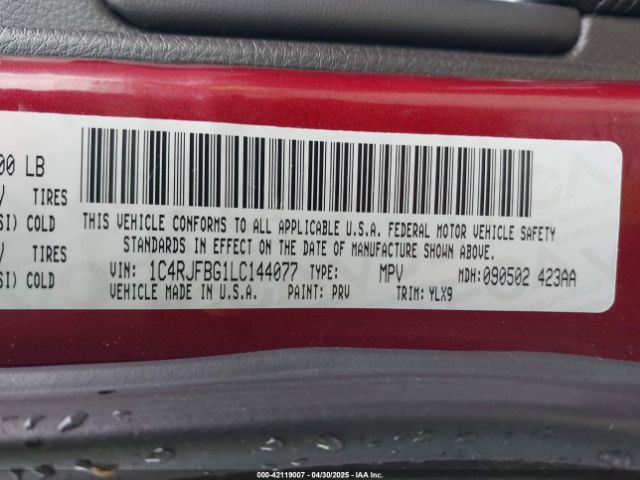 00 LB
TIRES
SI) COLD
TIRES
SI) COLD
THIS VEHICLE CONFORMS TO ALL APPLICABLE U.S.A. FEDERAL MOTOR VEHICLE SAFETY
STANDARDS IN EFFECT ON THE DATE OF MANUFACTURE SHOWN ABOVE.
VIN: 1C4RJFBG1LC144077 TYPE: MPV MDH: 090502 423AA
VEHICLE MADE IN U.S.A. PAINT: PRV TRIM: YLX9
000-42119007 - 04/30/2025 - IAAI.COM